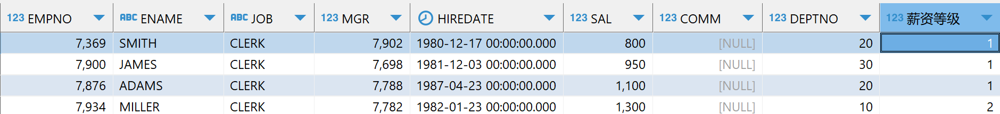 123 EMPNO ABC ENAME ABC JOB 123 MGR HIREDATE 123 SAL 123 COMM 123 DEPTNO 123 薪资等级
7,369 SMITH CLERK 7,902 1980-12-17 00:00:00.000 800 [NULL] 20 1
7,900 JAMES CLERK 7,698 1981-12-03 00:00:00.000 950 [NULL] 30 1
7,876 ADAMS CLERK 7,788 1987-04-23 00:00:00.000 1,100 [NULL] 20 1
7,934 MILLER CLERK 7,782 1982-01-23 00:00:00.000 1,300 [NULL] 10 2